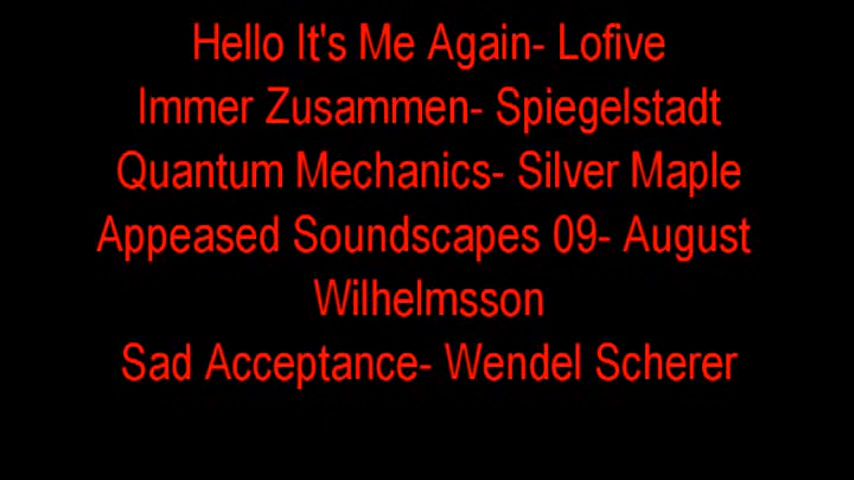 Hello It's Me Again- Lofive
Immer Zusammen- Spiegelstadt
Quantum Mechanics- Silver Maple
Appeased Soundscapes 09- August
Wilhelmsson
Sad Acceptance- Wendel Scherer